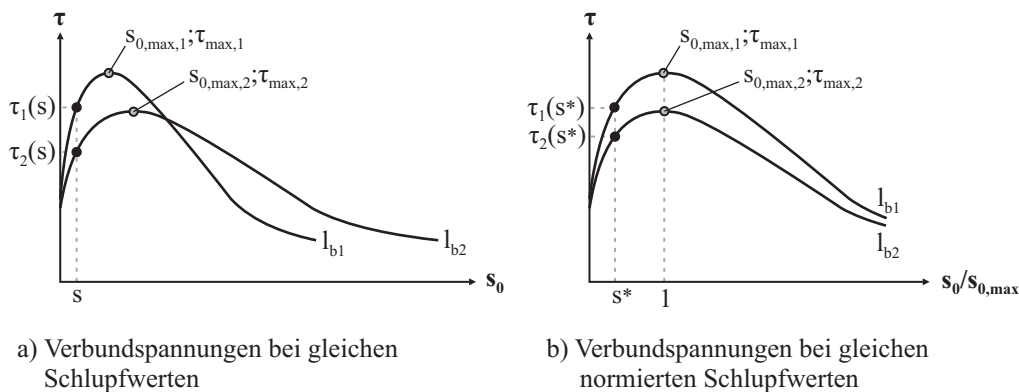 τ
s0,max,1;τmax,1
s0,max,2;τmax,2
τ1(s)
τ2(s)
lb1
lb2
s
s0
a) Verbundspannungen bei gleichen
Schlupfwerten
τ
s0,max,1;τmax,1
s0,max,2;τmax,2
τ1(s*)
τ2(s*)
lb1
lb2
s*
1
s0/s0,max
b) Verbundspannungen bei gleichen
normierten Schlupfwerten